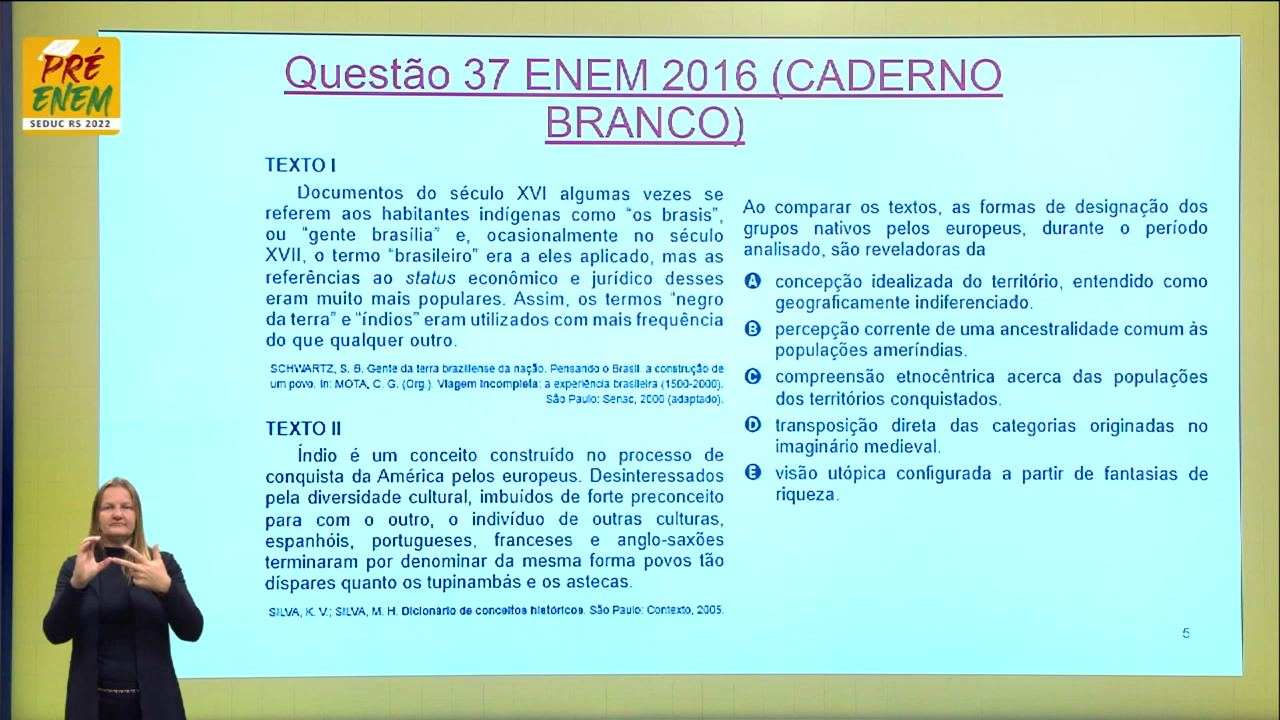 PRÉ
ENEM
SEDUC RS 2022
Questão 37 ENEM 2016 (CADERNO
BRANCO)
TEXTO I
Documentos do século XVI algumas vezes se
referem aos habitantes indígenas como “os brasis”,
ou “gente brasília” e, ocasionalmente no século
XVII, o termo “brasileiro” era a eles aplicado, mas as
referências ao status econômico e jurídico desses
eram muito mais populares. Assim, os termos “negro
da terra” e “índios” eram utilizados com mais frequência
do que qualquer outro.
SCHWARTZ, S. B. Gente da terra braziliense da nação. Pensando o Brasil: a construção de
um povo. In: MOTA, C. G. (Org.). Viagem Incompleta: a experiência brasileira (1500-2000).
São Paulo: Senac, 2000 (adaptado).
TEXTO II
Índio é um conceito construído no processo de
conquista da América pelos europeus. Desinteressados
pela diversidade cultural, imbuídos de forte preconceito
para com o outro, o indivíduo de outras culturas,
espanhóis, portugueses, franceses e anglo-saxões
terminaram por denominar da mesma forma povos tão
díspares quanto os tupinambás e os astecas.
SILVA, K. V.; SILVA, M. H. Dicionário de conceitos históricos. São Paulo: Contexto, 2005.
Ao comparar os textos, as formas de designação dos
grupos nativos pelos europeus, durante o período
analisado, são reveladoras da
A concepção idealizada do território, entendido como
geograficamente indiferenciado.
B percepção corrente de uma ancestralidade comum às
populações ameríndias.
C compreensão etnocêntrica acerca das populações
dos territórios conquistados.
D transposição direta das categorias originadas no
imaginário medieval.
E visão utópica configurada a partir de fantasias de
riqueza.
5